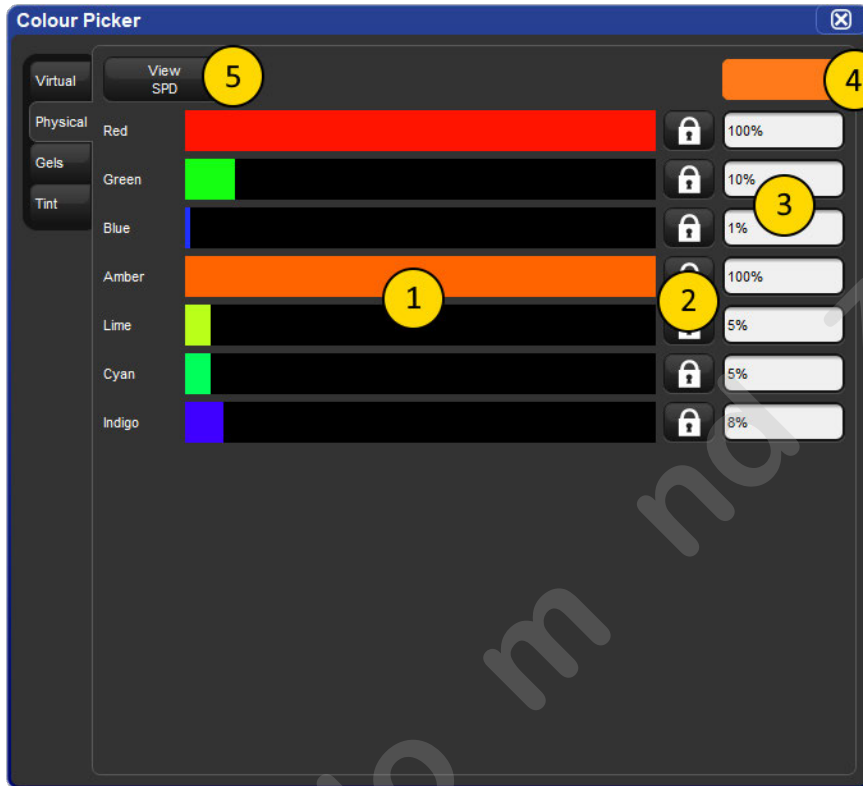 Colour Picker
Virtual
Physical
Gels
Tint
View
SPD
5
4
Red
100%
Green
10%
3
Blue
1%
Amber
1
2
100%
Lime
5%
Cyan
5%
Indigo
8%